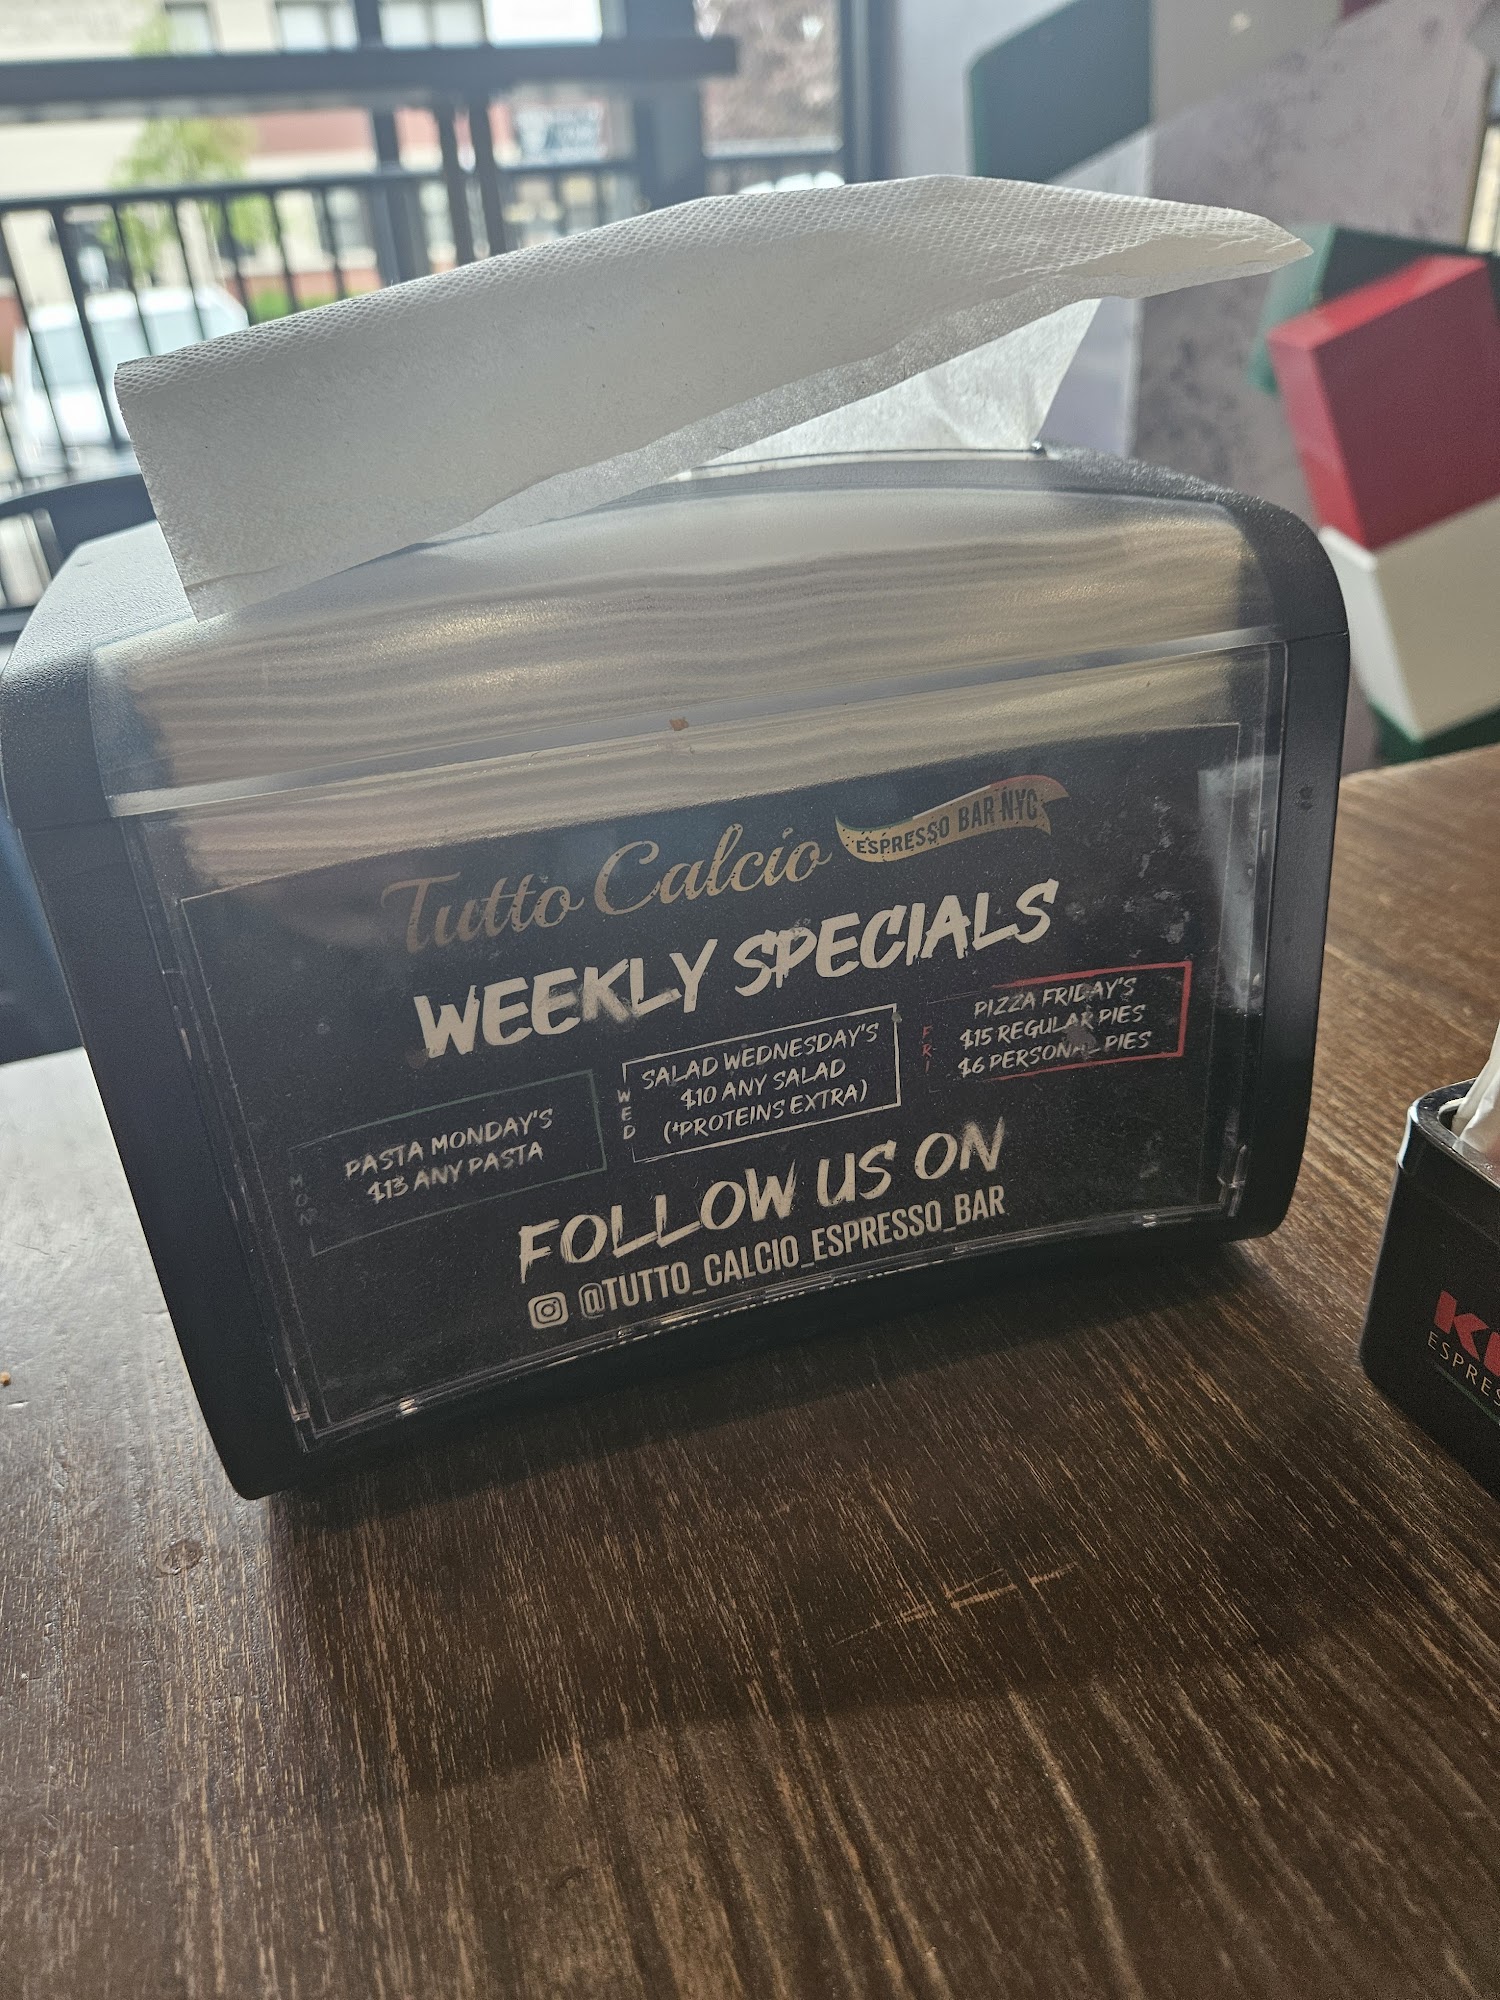 Tutto Calcio
ESPRESSO BAR NYC
WEEKLY SPECIALS
MON
PASTA MONDAY'S
$13 ANY PASTA
WED
SALAD WEDNESDAY'S
$10 ANY SALAD
(*PROTEINS EXTRA)
FRI
PIZZA FRIDAY'S
$15 REGULAR PIES
$6 PERSONAL PIES
FOLLOW US ON
@TUTTO_CALCIO_ESPRESSO_BAR